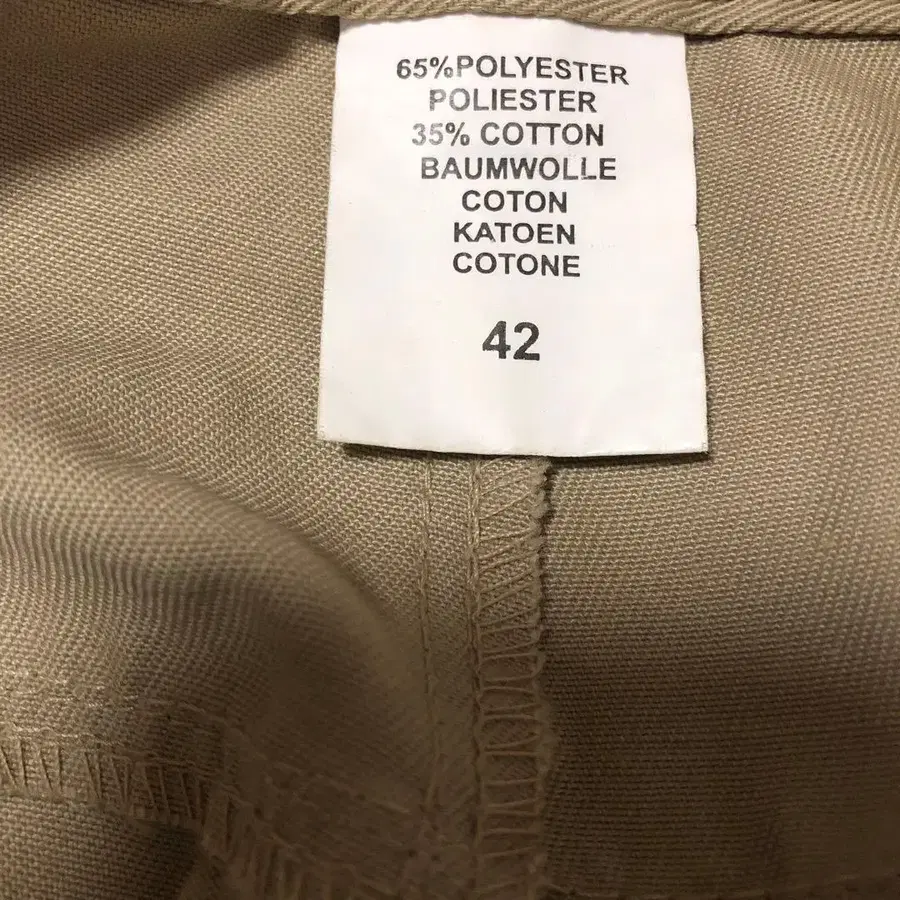 65%POLYESTER
POLIESTER
35% COTTON
BAUMWOLLE
COTON
KATOEN
COTONE
42